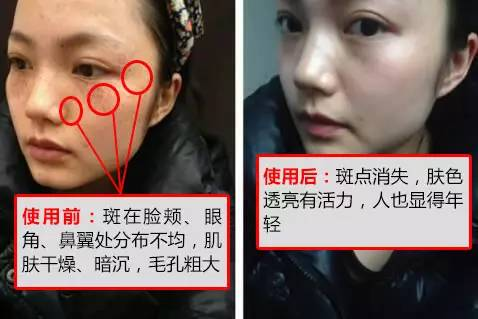 使用前：斑在脸颊、眼
角、鼻翼处分布不均，肌
肤干燥、暗沉，毛孔粗大
使用后：斑点消失，肤色
透亮有活力，人也显得年
轻